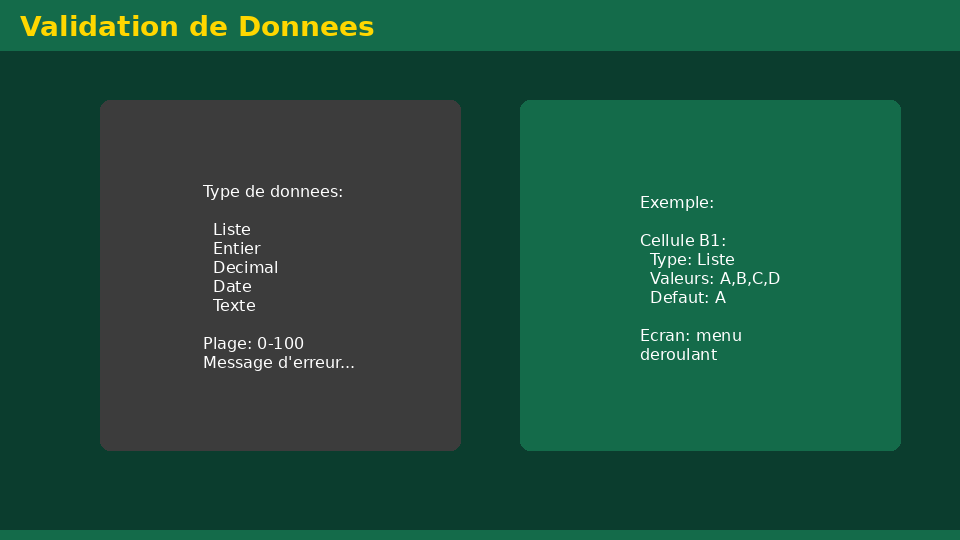 Validation de Donnees
Type de donnees:
Liste
Entier
Decimal
Date
Texte
Plage: 0-100
Message d'erreur...
Exemple:
Cellule B1:
Type: Liste
Valeurs: A,B,C,D
Defaut: A
Ecran: menu
deroulant